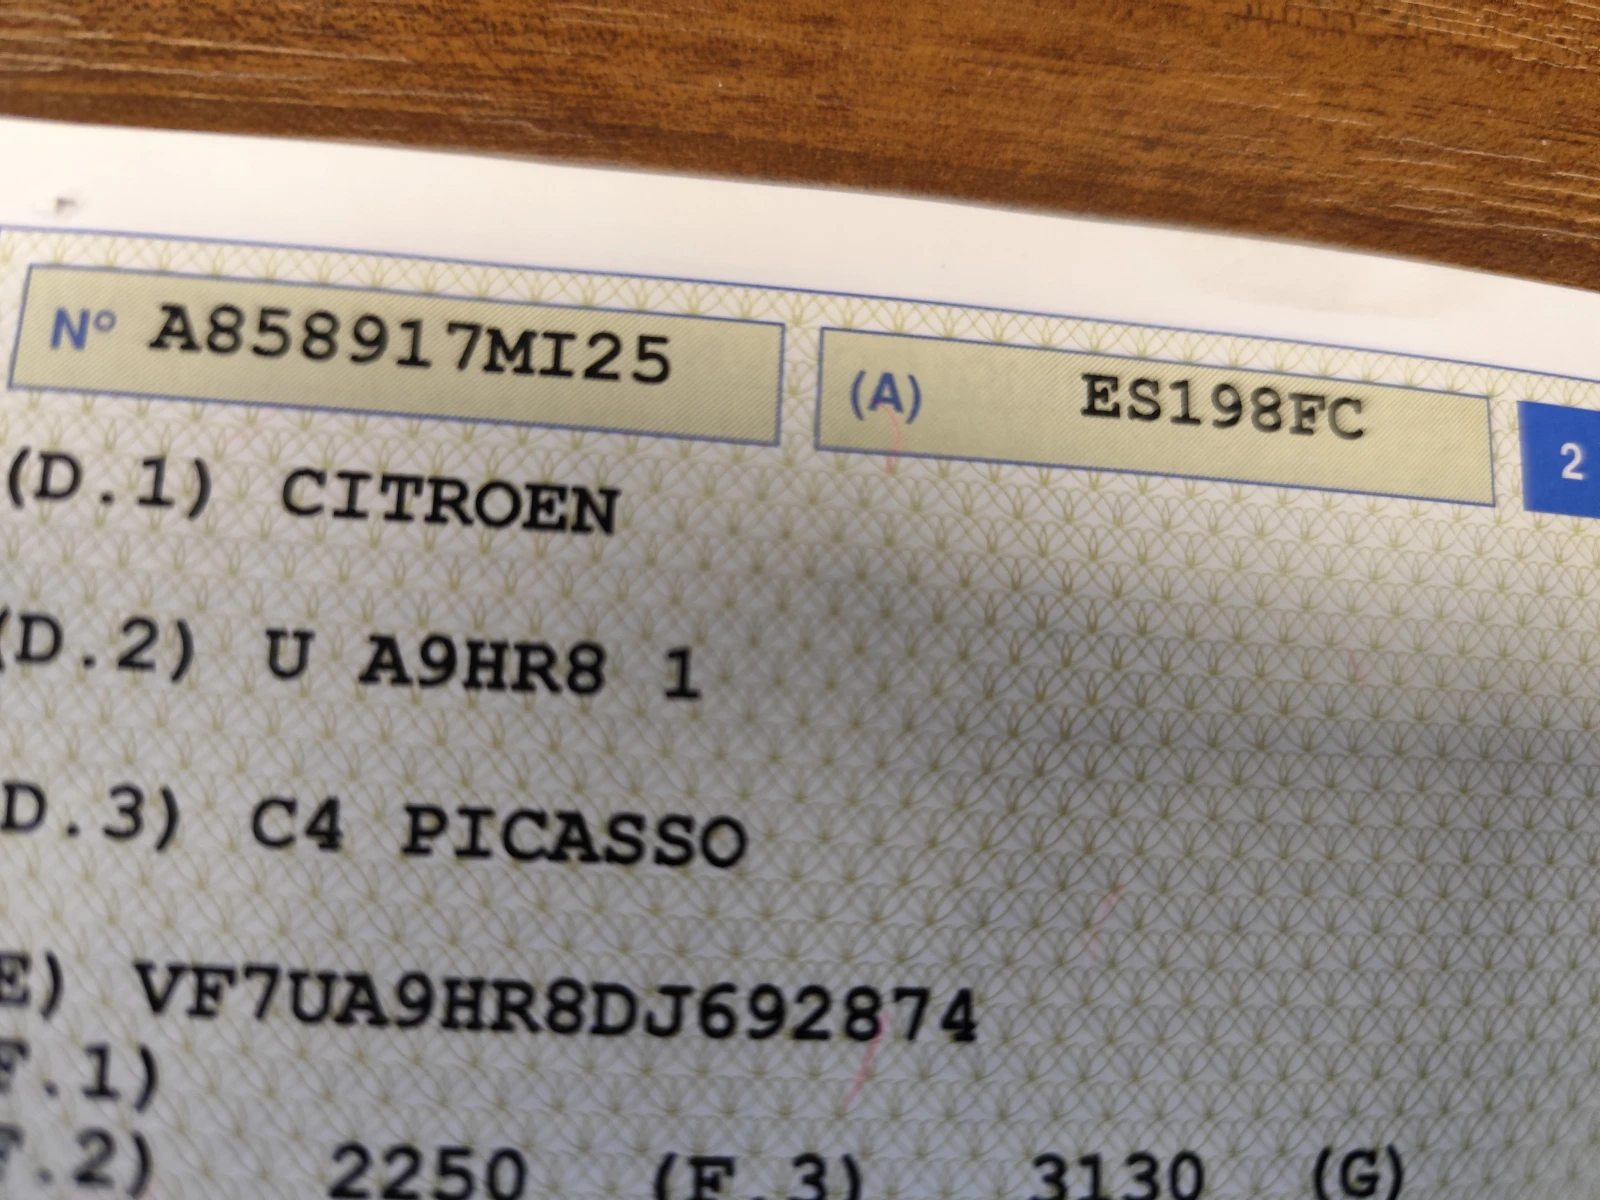 N° A858917MI25 (A) ES198FC 2
(D.1) CITROEN
(D.2) U A9HR8 1
D.3) C4 PICASSO
E) VF7UA9HR8DJ692874
F.1)
F.2) 2250 (F.3) 3130 (G)